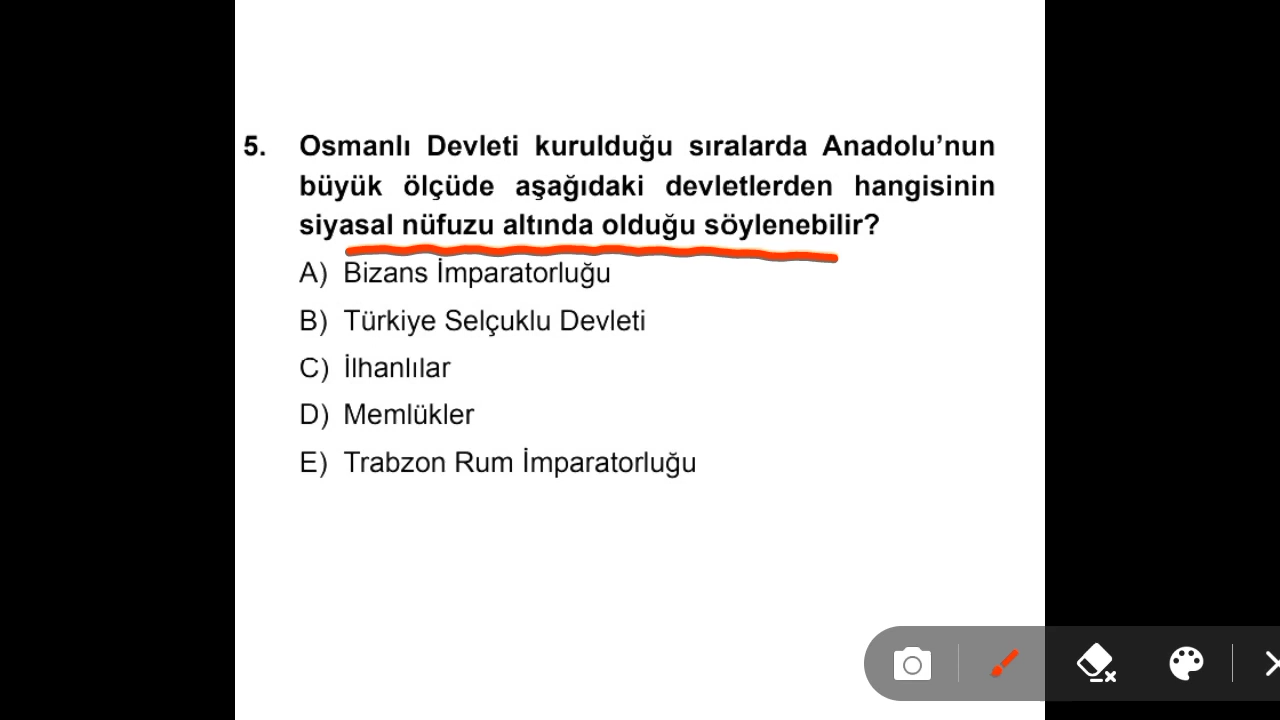 5. Osmanlı Devleti kurulduğu sıralarda Anadolu'nun
büyük ölçüde aşağıdaki devletlerden hangisinin
siyasal nüfuzu altında olduğu söylenebilir?
A) Bizans İmparatorluğu
B) Türkiye Selçuklu Devleti
C) İlhanlılar
D) Memlükler
E) Trabzon Rum İmparatorluğu